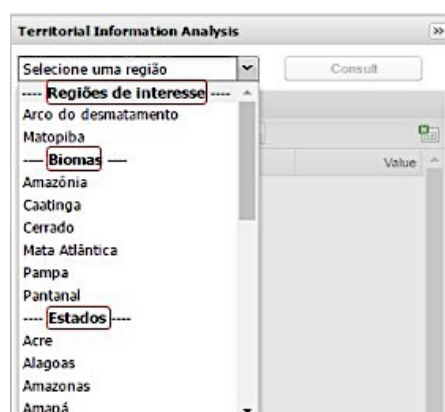 Territorial Information Analysis
Selecione uma região
Consult
---- Regiões de interesse ----
Arco do desmatamento
Matopiba
---- Biomas ----
Value
Amazônia
Caatinga
Cerrado
Mata Atlântica
Pampa
Pantanal
---- Estados ----
Acre
Alagoas
Amazonas
Amapá